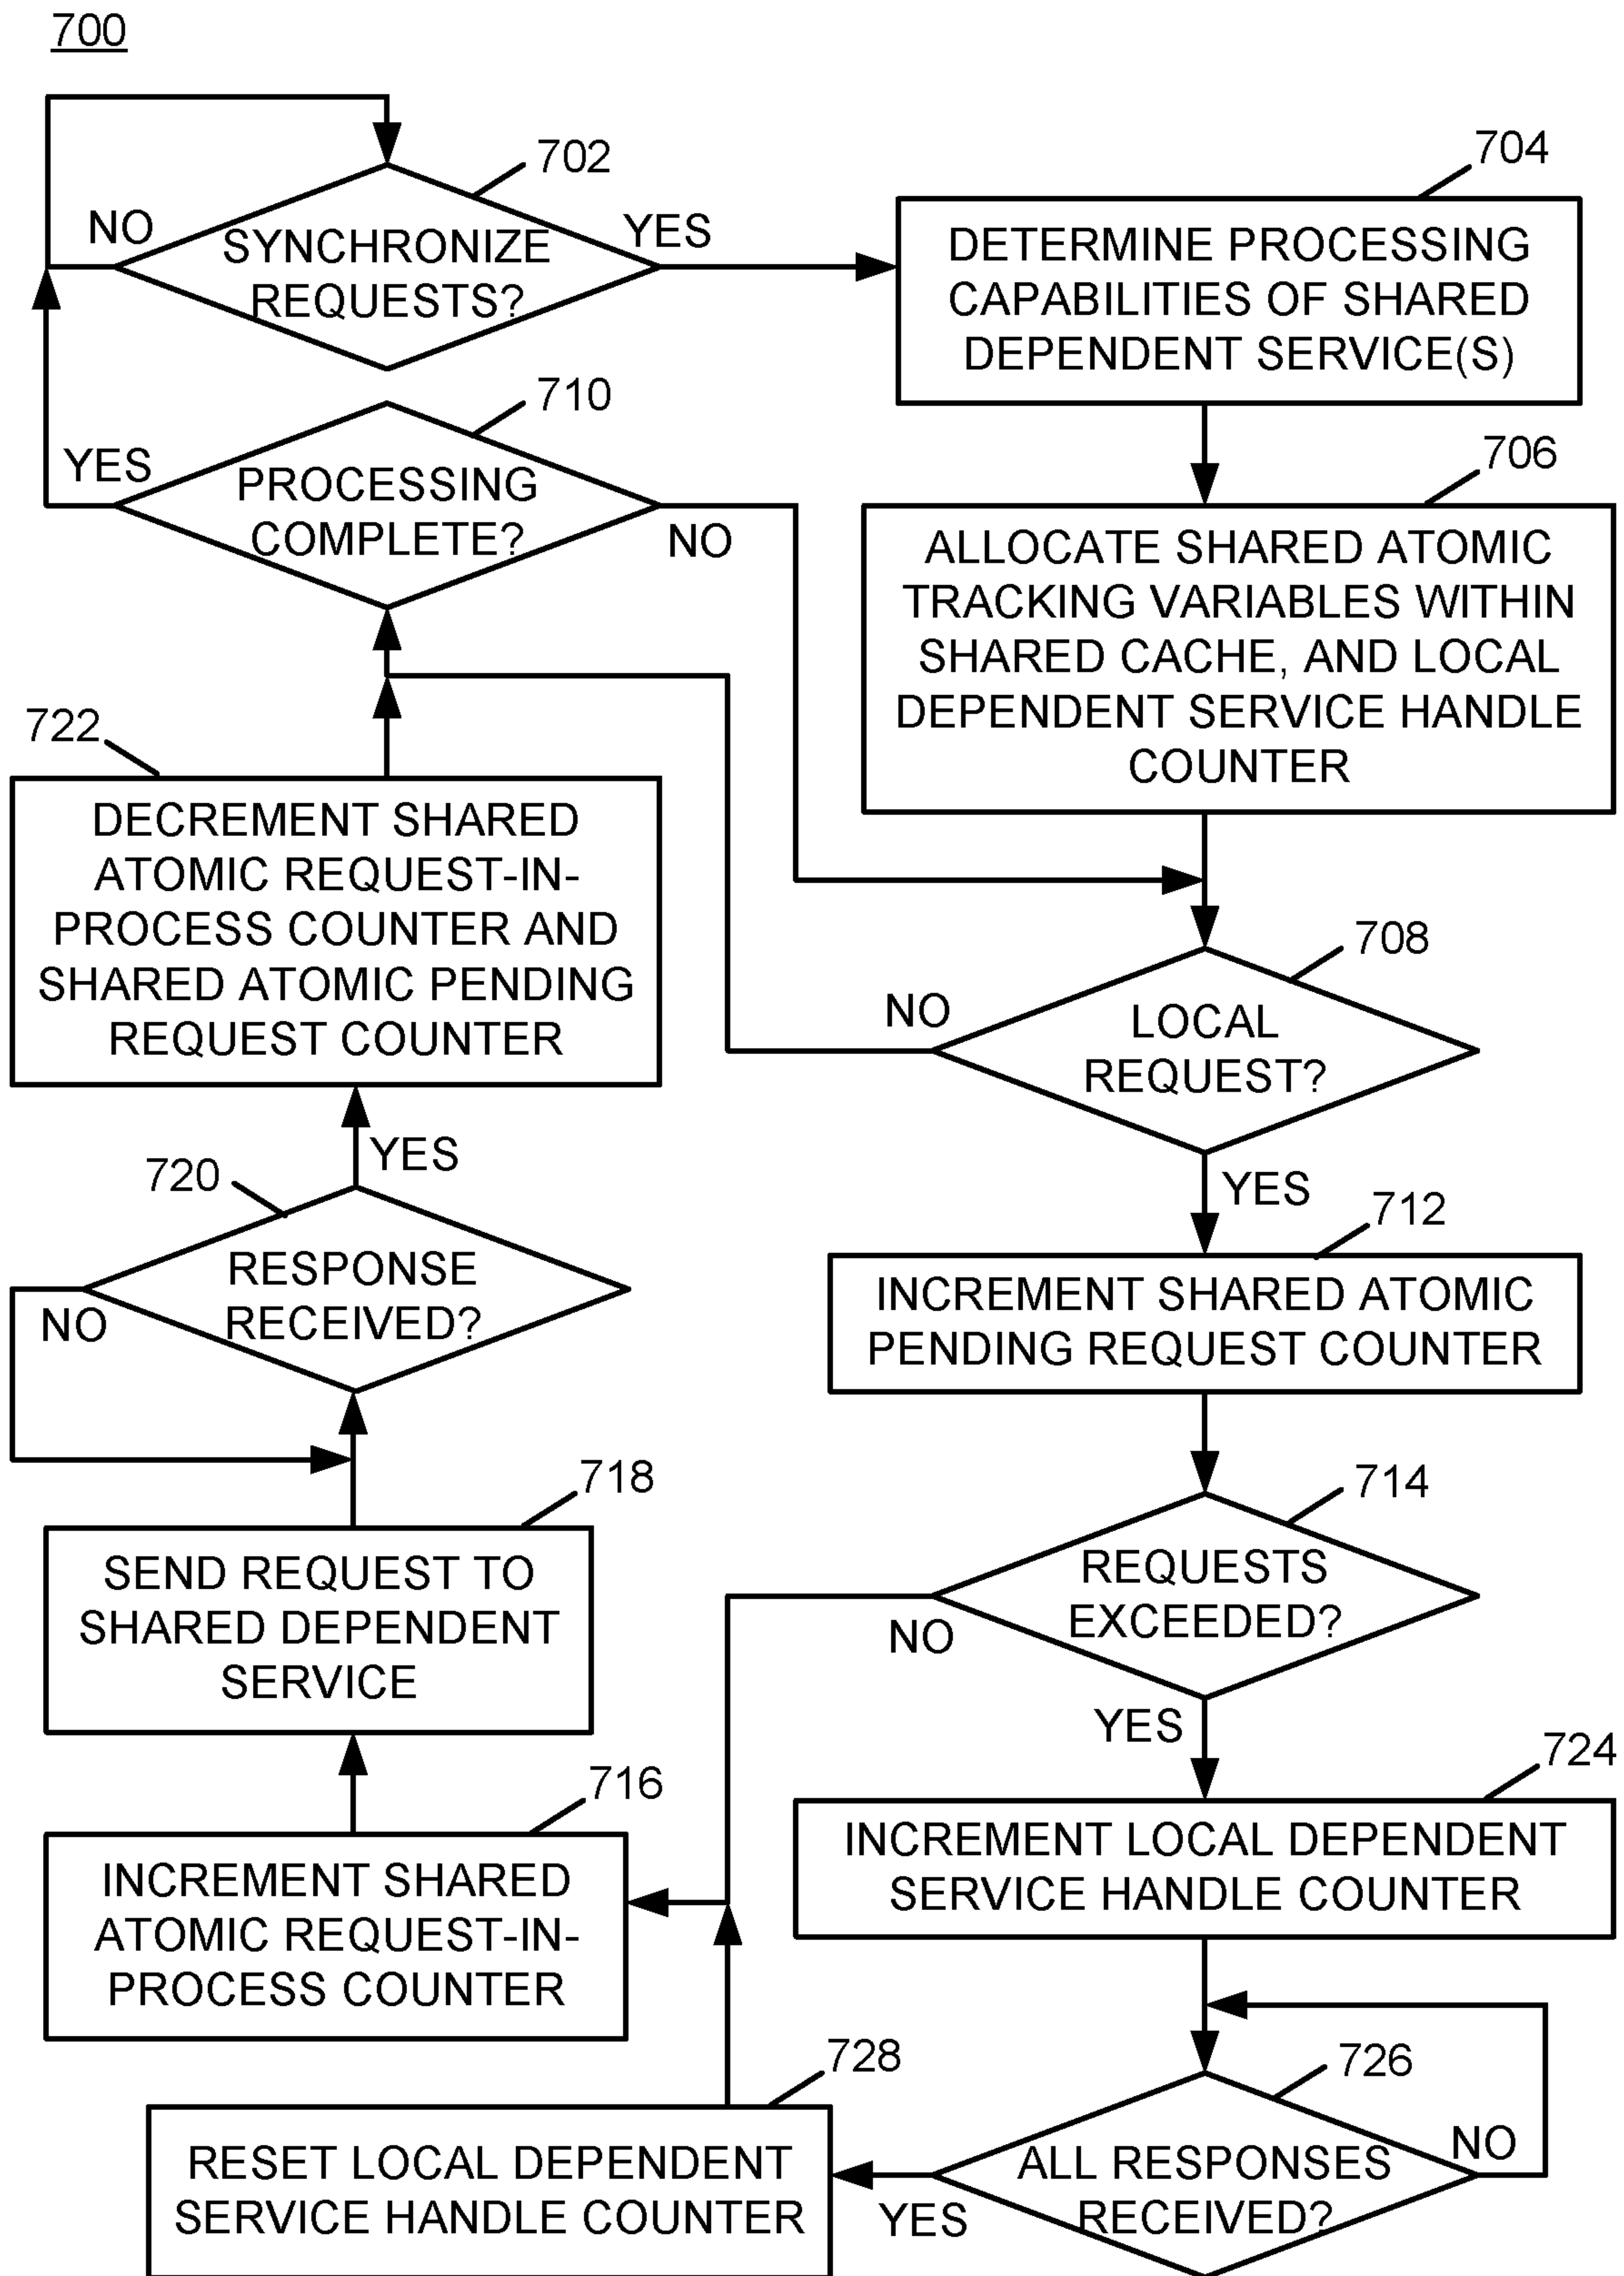 700
702
NO
SYNCHRONIZE
REQUESTS?
YES
704
DETERMINE PROCESSING
CAPABILITIES OF SHARED
DEPENDENT SERVICE(S)
710
YES
PROCESSING
COMPLETE?
NO
706
ALLOCATE SHARED ATOMIC
TRACKING VARIABLES WITHIN
SHARED CACHE, AND LOCAL
DEPENDENT SERVICE HANDLE
COUNTER
722
DECREMENT SHARED
ATOMIC REQUEST-IN-
PROCESS COUNTER AND
SHARED ATOMIC PENDING
REQUEST COUNTER
708
NO
LOCAL
REQUEST?
YES
720
YES
RESPONSE
RECEIVED?
NO
712
INCREMENT SHARED ATOMIC
PENDING REQUEST COUNTER
718
SEND REQUEST TO
SHARED DEPENDENT
SERVICE
714
REQUESTS
EXCEEDED?
NO
YES
716
INCREMENT SHARED
ATOMIC REQUEST-IN-
PROCESS COUNTER
724
INCREMENT LOCAL DEPENDENT
SERVICE HANDLE COUNTER
728
RESET LOCAL DEPENDENT
SERVICE HANDLE COUNTER
726
ALL RESPONSES
RECEIVED?
NO
YES